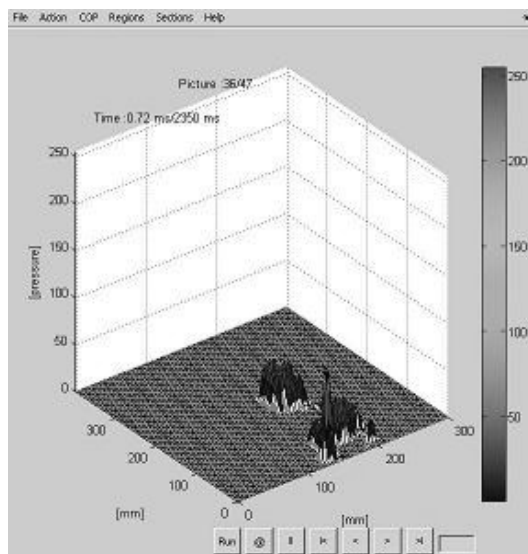 File Action COP Regions Sections Help
Picture :36/47
Time :0.72 ms/2350 ms
250
200
150
100
50
0
[pressure]
300
200
100
0
[mm]
0
100
200
300
[mm]
250
200
150
100
50
Run @ II I< < > >I